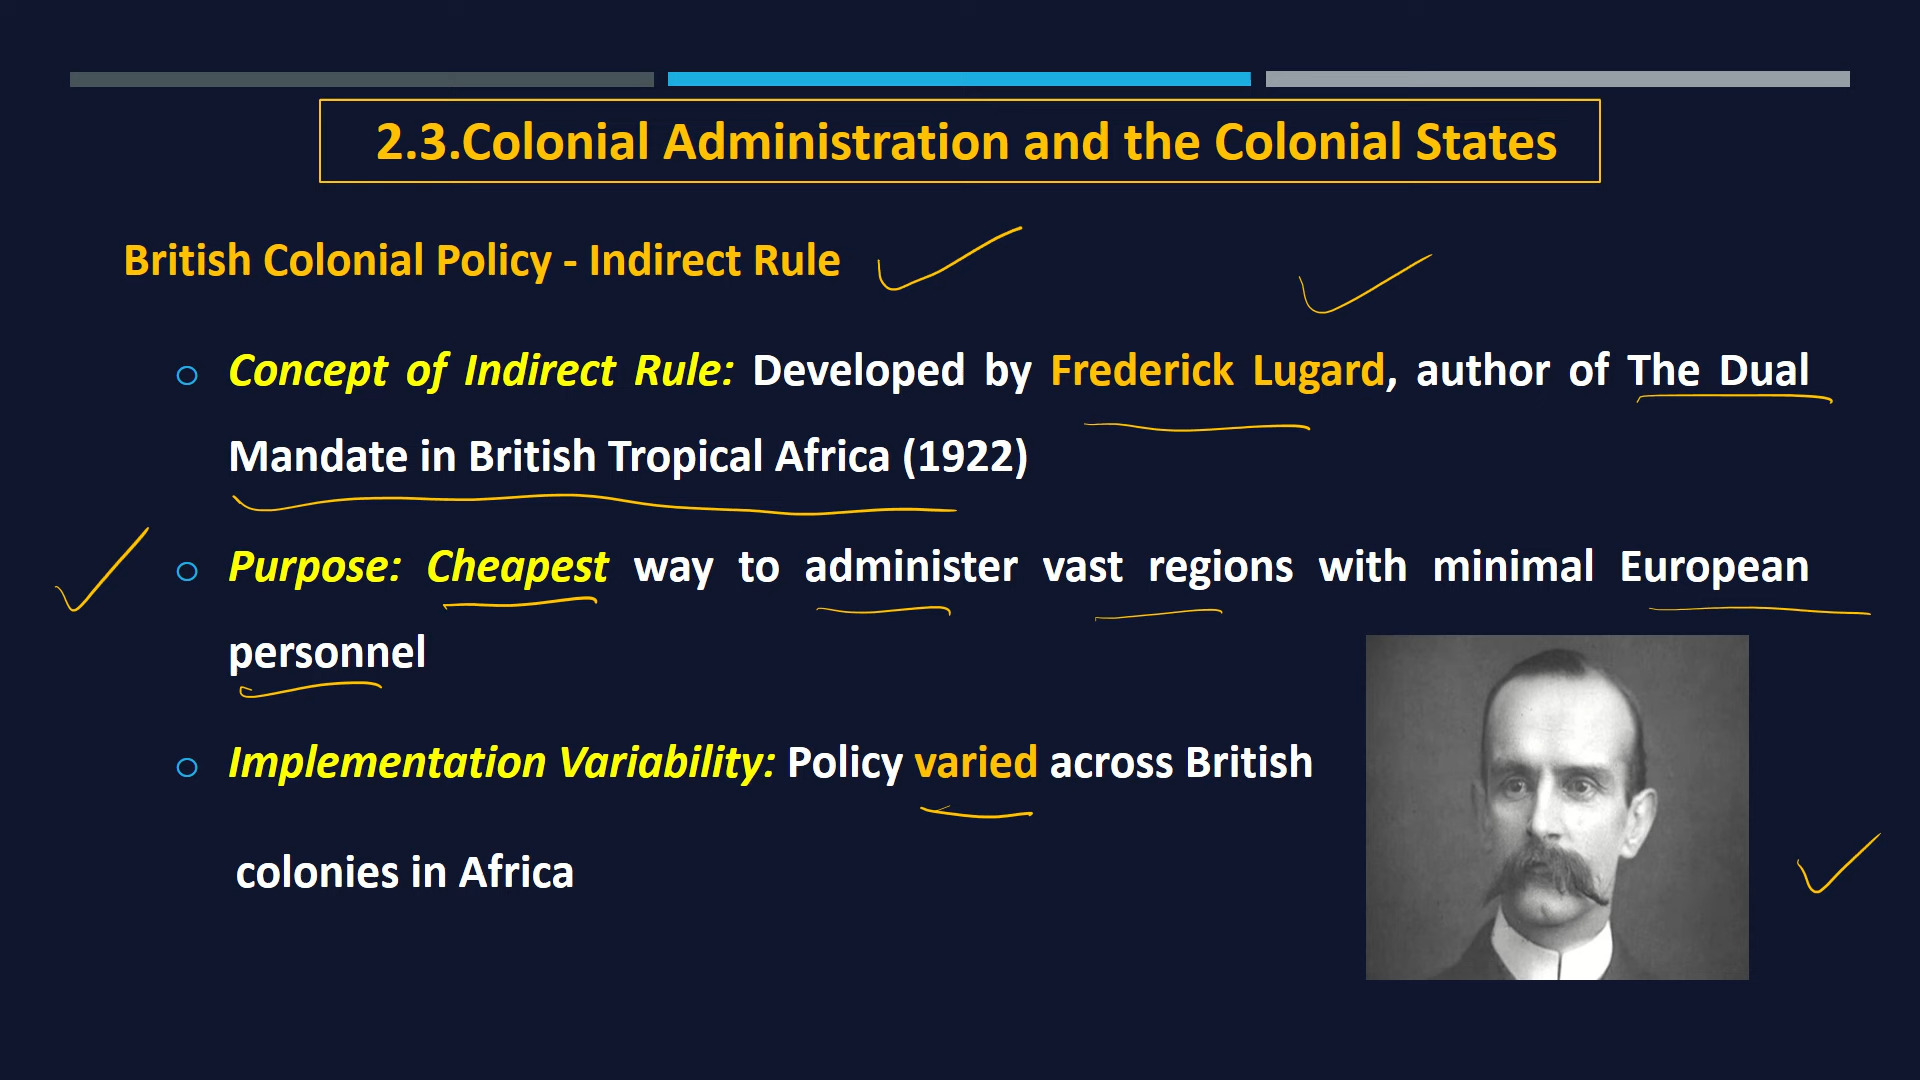 2.3.Colonial Administration and the Colonial States
British Colonial Policy - Indirect Rule
Concept of Indirect Rule: Developed by Frederick Lugard, author of The Dual
Mandate in British Tropical Africa (1922)
Purpose: Cheapest way to administer vast regions with minimal European
personnel
Implementation Variability: Policy varied across British
colonies in Africa